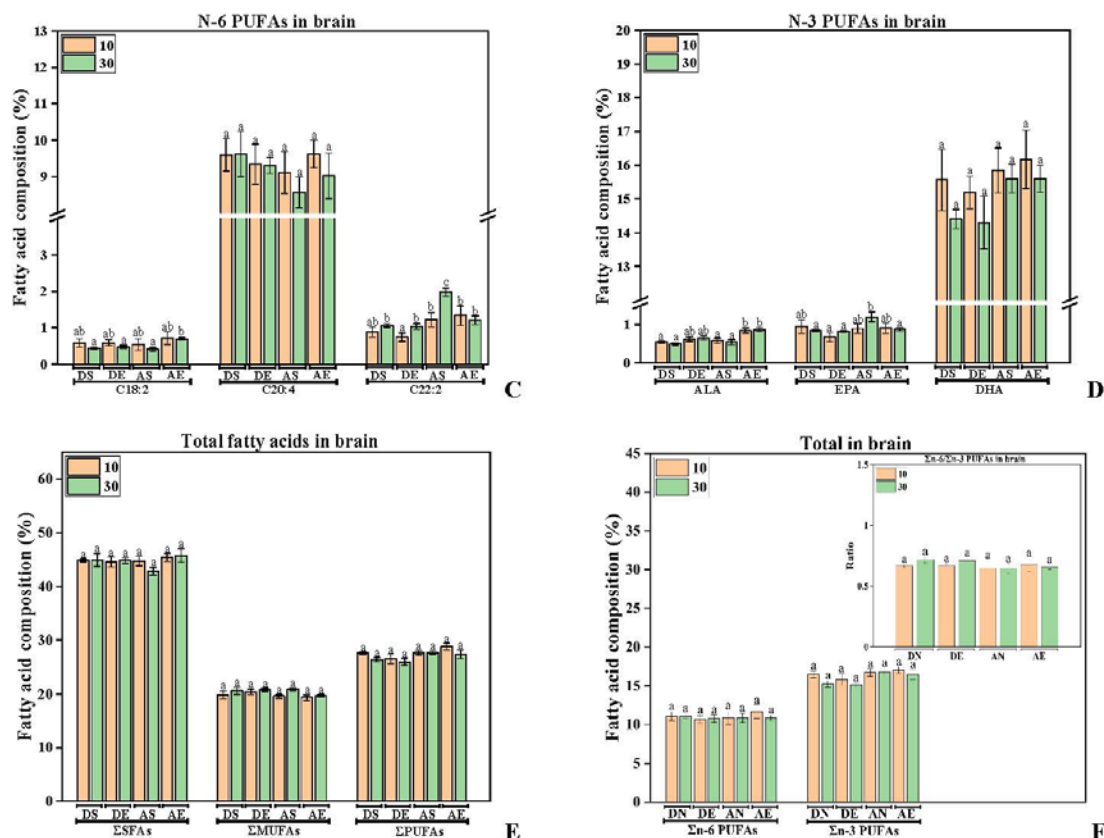 N-6 PUFAs in brain
13
12
11
10
9
3
2
1
0
Fatty acid composition (%)
10
30
a a a a a a a a
ab a ab a ab a ab b
ab b a b b c b b
DS DE AS AE DS DE AS AE DS DE AS AE
C18:2 C20:4 C22:2
C
N-3 PUFAs in brain
20
19
18
17
16
15
14
13
1
0
Fatty acid composition (%)
10
30
a a a a a a a a
a a ab ab a a b b
ab a a a a b ab a
DS DE AS AE DS DE AS AE DS DE AS AE
ALA EPA DHA
D
Total fatty acids in brain
60
50
40
30
20
10
0
Fatty acid composition (%)
10
30
a a a a a a a a
a a a a a a a a
a a a a a a a a
DS DE AS AE DS DE AS AE DS DE AS AE
ΣSFAs ΣMUFAs ΣPUFAs
E
Total in brain
45
40
35
30
25
20
15
10
5
0
Fatty acid composition (%)
10
30
a a a a a a a a
a a a a a a a a
DN DE AN AE DN DE AN AE
Σn-6 PUFAs Σn-3 PUFAs
Σn-6/Σn-3 PUFAs in brain
1.5
1
0.5
0
Ratio
10
30
a a a a a a a a
DN DE AN AE